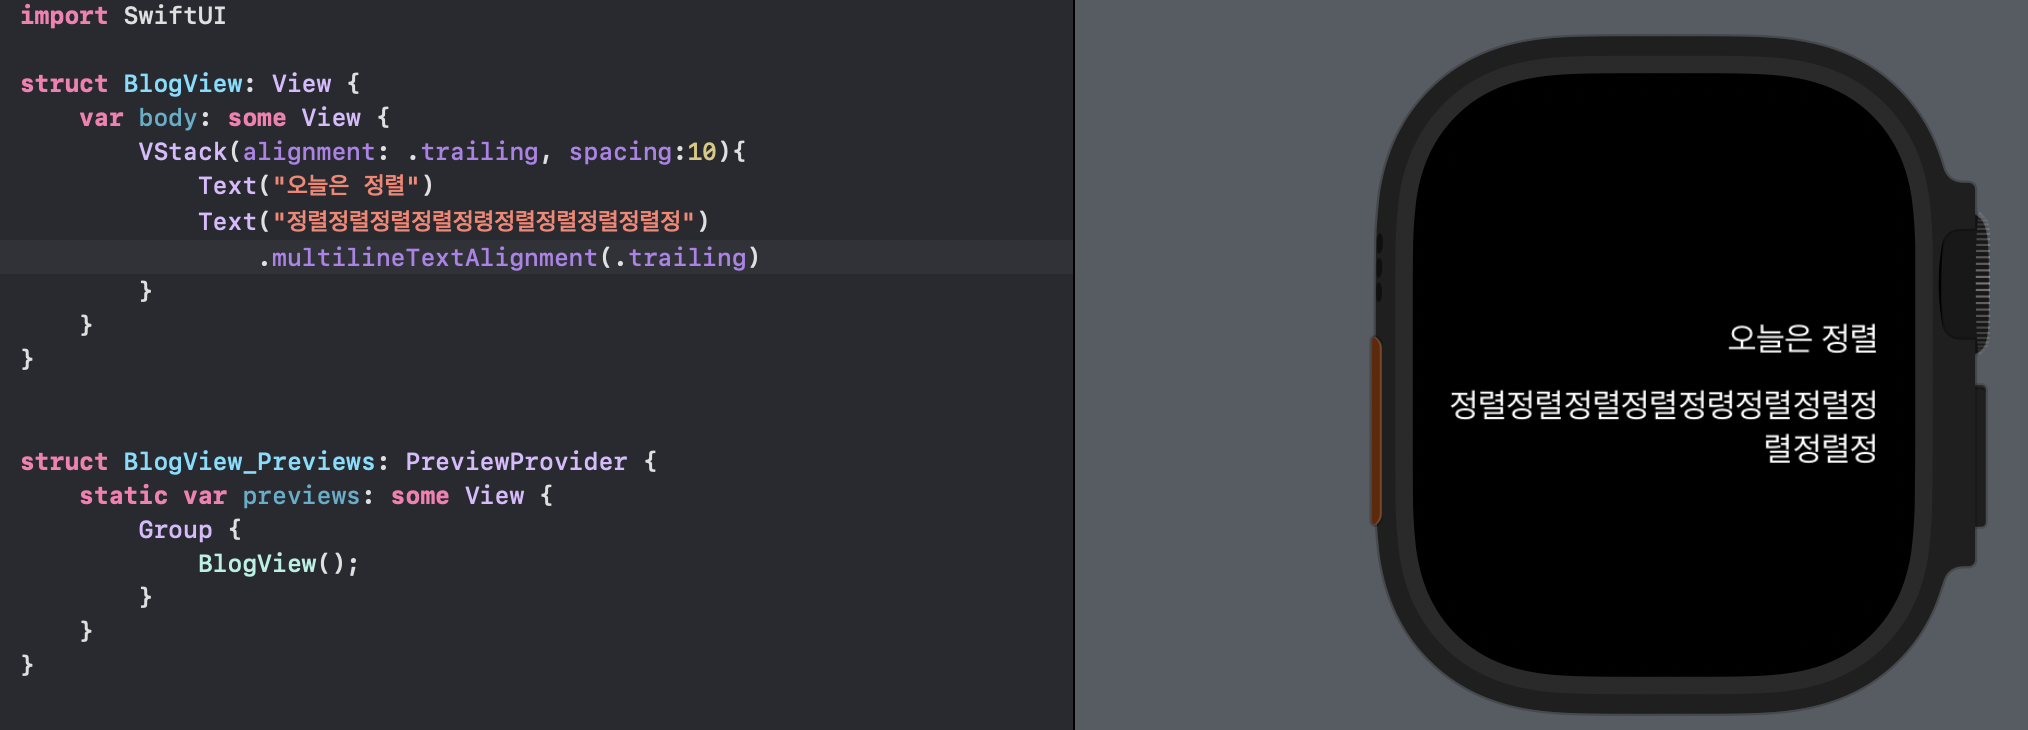 import SwiftUI
struct BlogView: View {
var body: some View {
VStack(alignment: .trailing, spacing:10){
Text("오늘은 정렬")
Text("정렬정렬정렬정렬정령정렬정렬정렬정렬정")
.multilineTextAlignment(.trailing)
}
}
}
struct BlogView_Previews: PreviewProvider {
static var previews: some View {
Group {
BlogView();
}
}
}
오늘은 정렬
정렬정렬정렬정렬정령정렬정렬정
렬정렬정